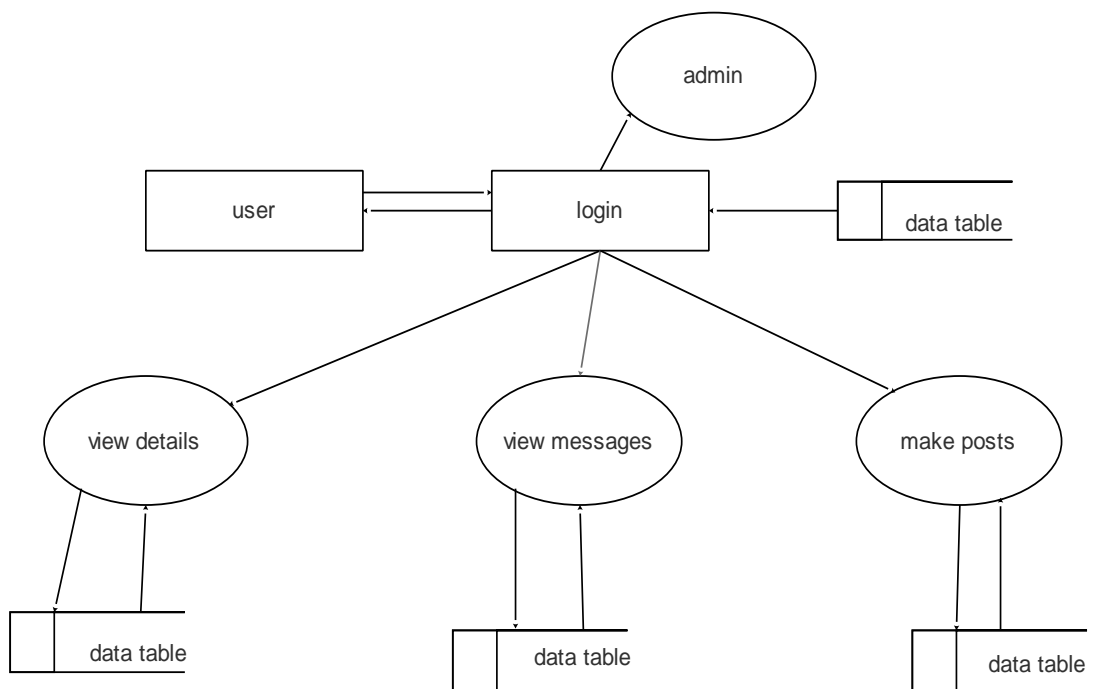 admin
user
login
data table
view details
view messages
make posts
data table
data table
data table